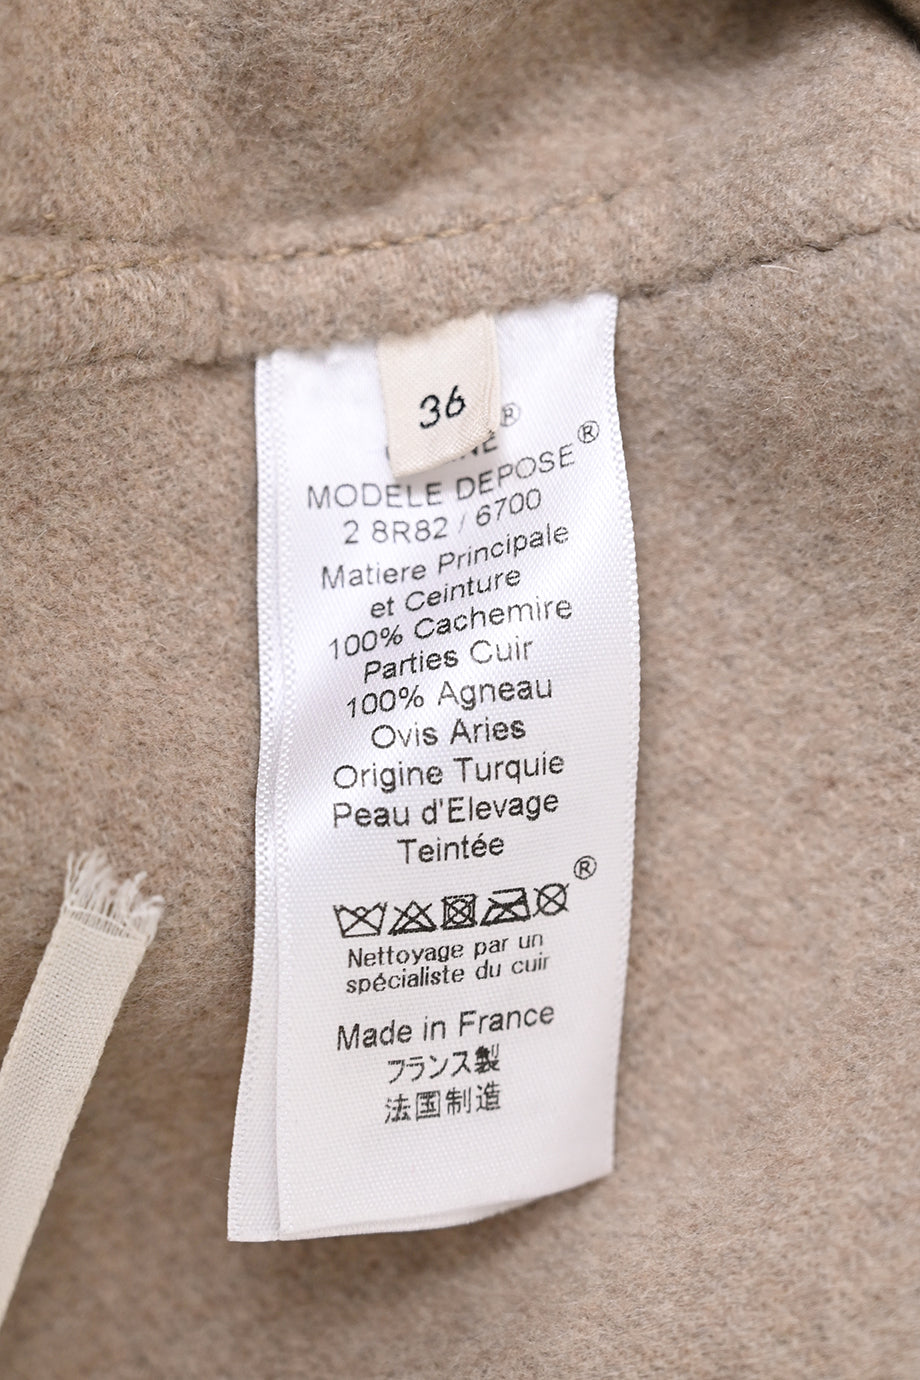 36
®
MODELE DEPOSE®
2 8R82 / 6700
Matiere Principale
et Ceinture
100% Cachemire
Parties Cuir
100% Agneau
Ovis Aries
Origine Turquie
Peau d'Elevage
Teintée
®
Nettoyage par un
spécialiste du cuir
Made in France
フランス製
法国制造